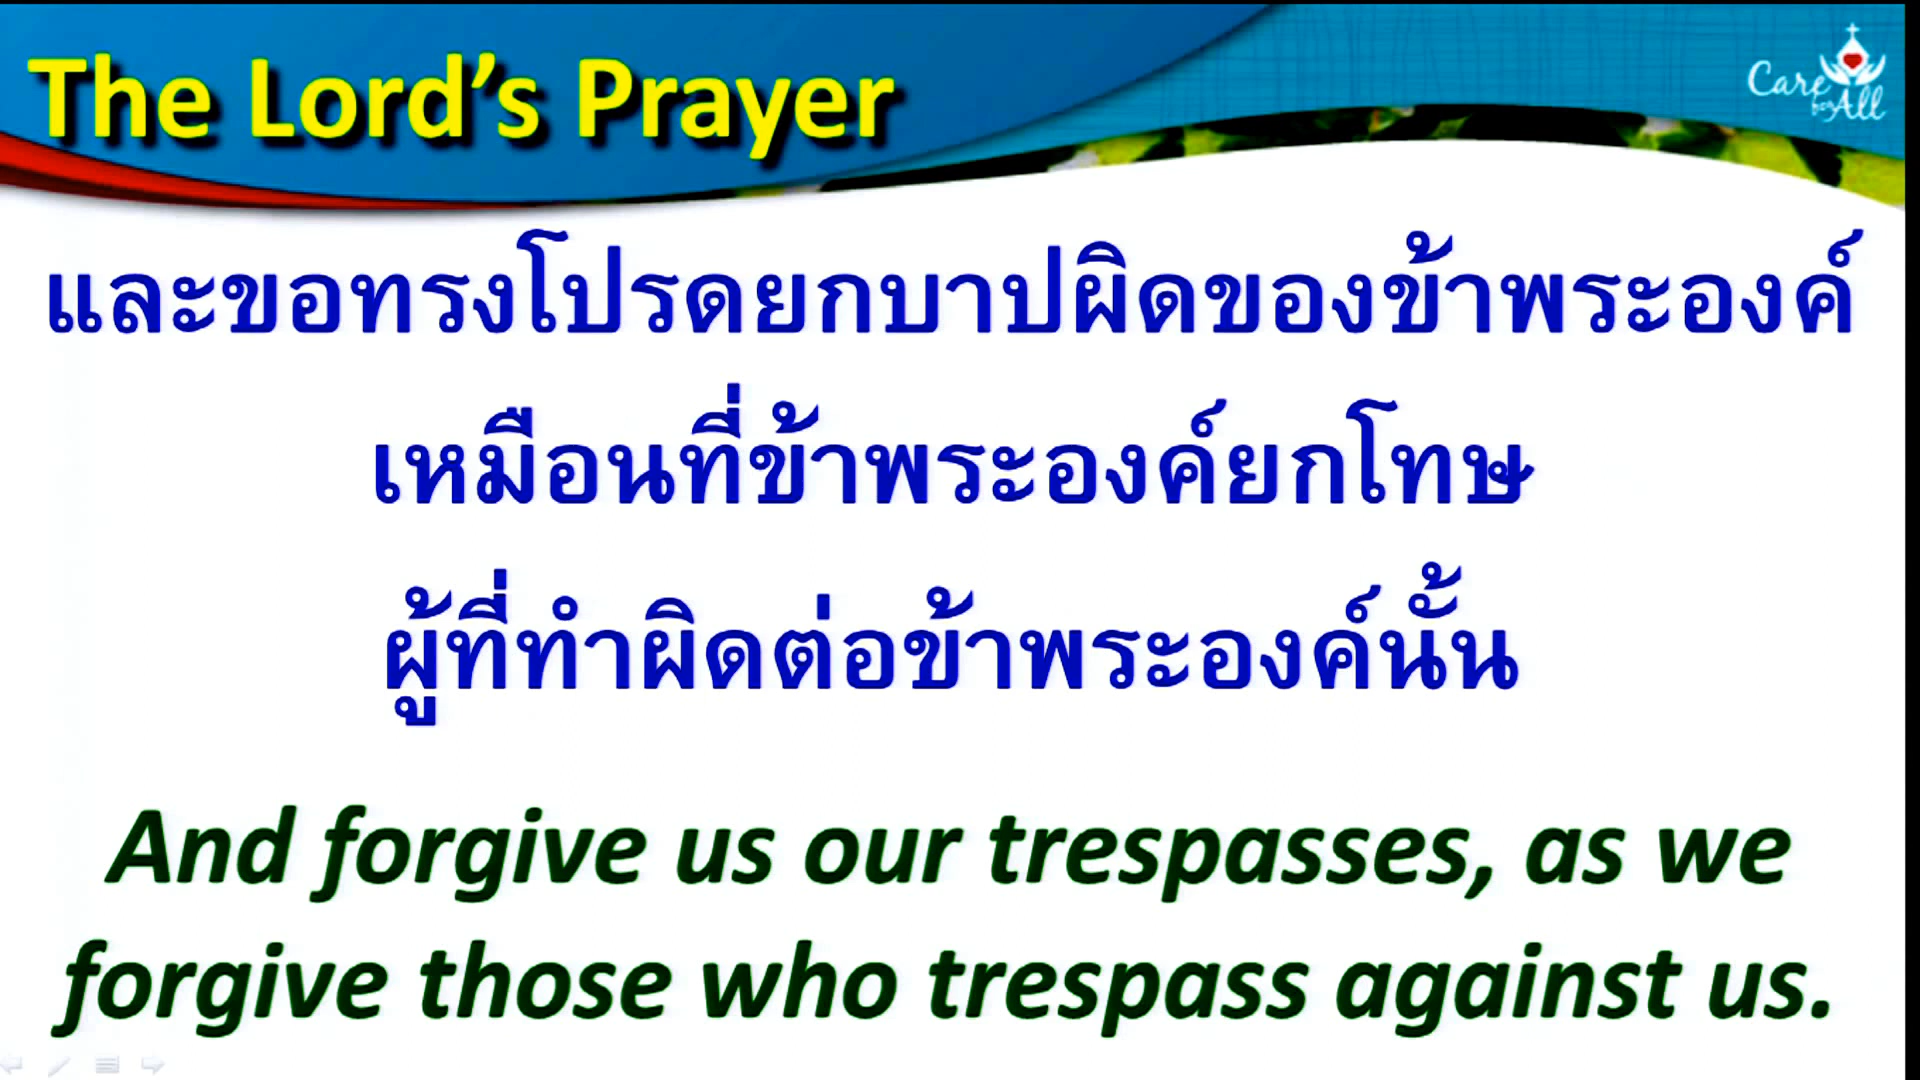 The Lord's Prayer
Care
for All
และขอทรงโปรดยกบาปผิดของข้าพระองค์
เหมือนที่ข้าพระองค์ยกโทษ
ผู้ที่ทำผิดต่อข้าพระองค์นั้น
And forgive us our trespasses, as we
forgive those who trespass against us.